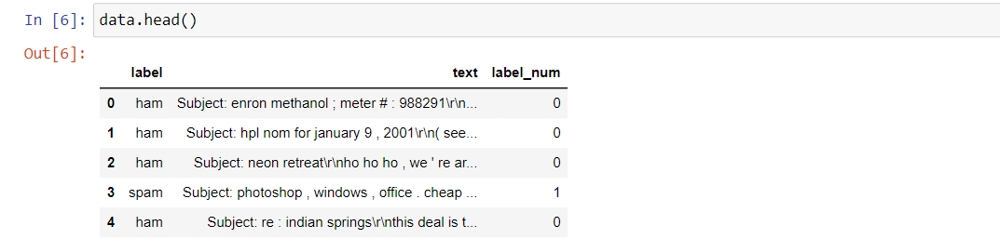 In [6]: data.head()
Out[6]:
label text label_num
0 ham Subject: enron methanol ; meter # : 988291\r\n... 0
1 ham Subject: hpl nom for january 9 , 2001\r\n( see... 0
2 ham Subject: neon retreat\r\nho ho ho , we ' re ar... 0
3 spam Subject: photoshop , windows , office . cheap ... 1
4 ham Subject: re : indian springs\r\nthis deal is t... 0